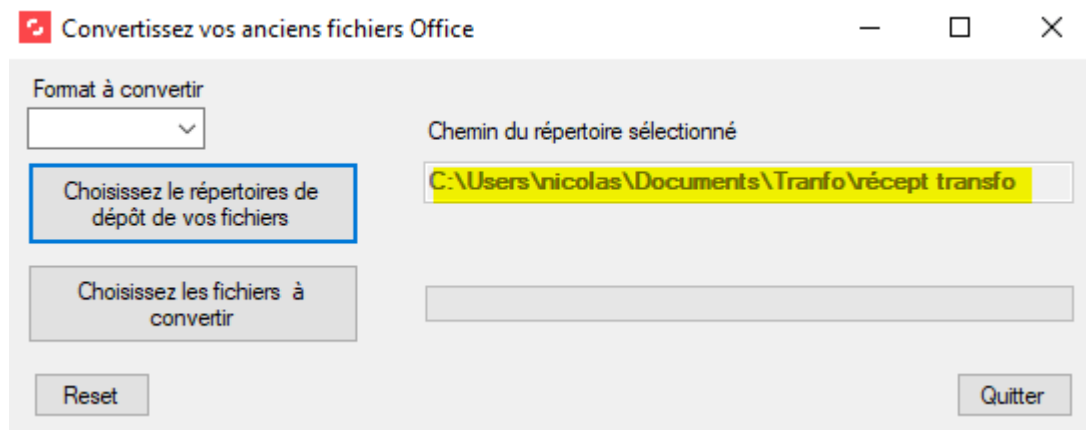 Convertissez vos anciens fichiers Office
Format à convertir
Chemin du répertoire sélectionné
Choisissez le répertoires de
dépôt de vos fichiers
C:\Users\nicolas\Documents\Tranfo\récept transfo
Choisissez les fichiers à
convertir
Reset
Quitter